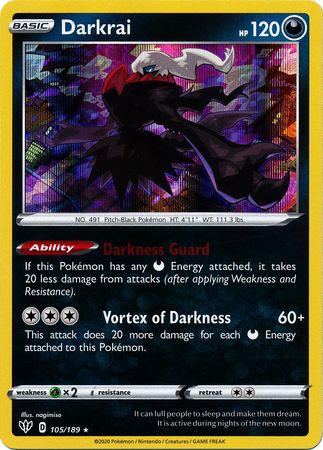 BASIC Darkrai HP 120
NO. 491 Pitch-Black Pokémon HT: 4'11" WT: 111.3 lbs.
Ability Darkness Guard
If this Pokémon has any Energy attached, it takes
20 less damage from attacks (after applying Weakness and
Resistance).
Vortex of Darkness 60+
This attack does 20 more damage for each Energy
attached to this Pokémon.
weakness ×2 resistance retreat
Illus. nagimiso
It can lull people to sleep and make them dream.
It is active during nights of the new moon.
D 105/189 ★
©2020 Pokémon / Nintendo / Creatures / GAME FREAK